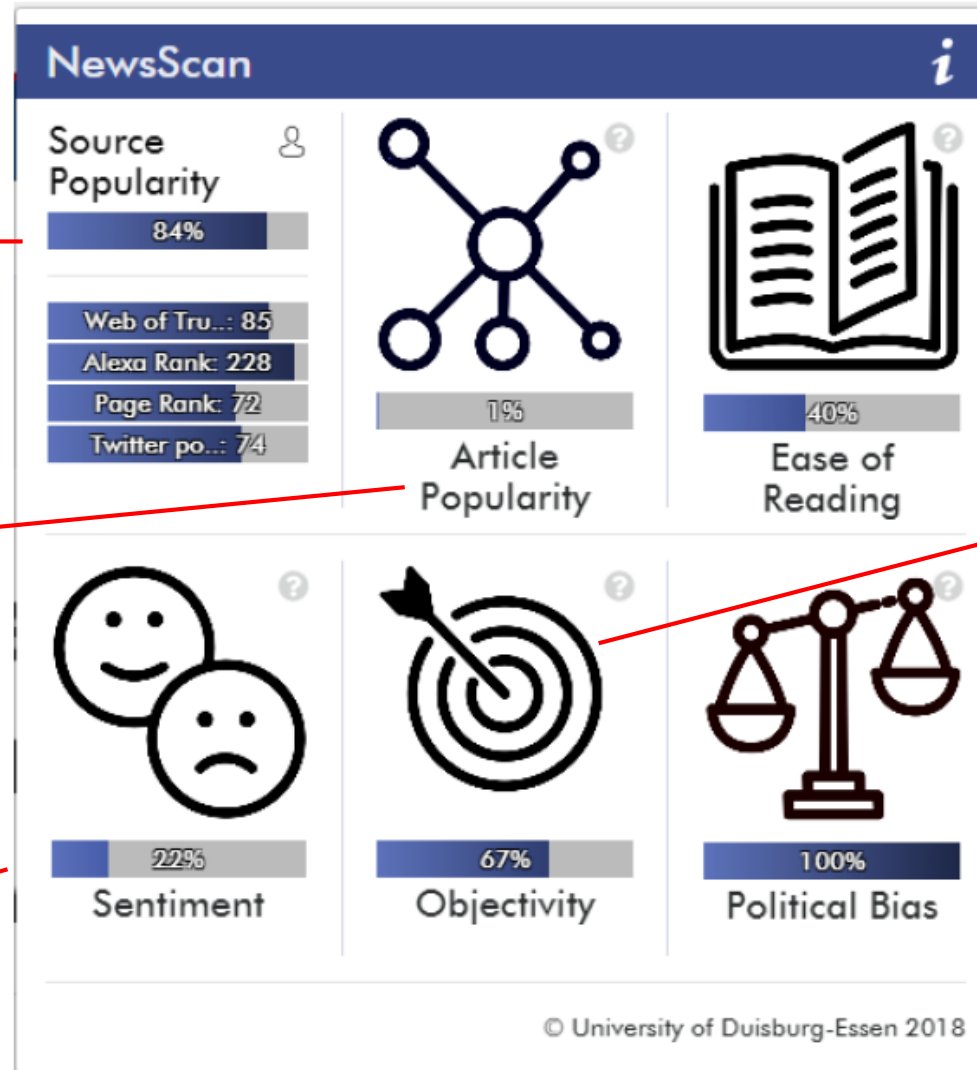 NewsScan
i
Source
Popularity
84%
Web of Tru..: 85
Alexa Rank: 228
Page Rank: 72
Twitter po..: 74
?
1%
Article
Popularity
?
40%
Ease of
Reading
?
22%
Sentiment
?
67%
Objectivity
?
100%
Political Bias
© University of Duisburg-Essen 2018